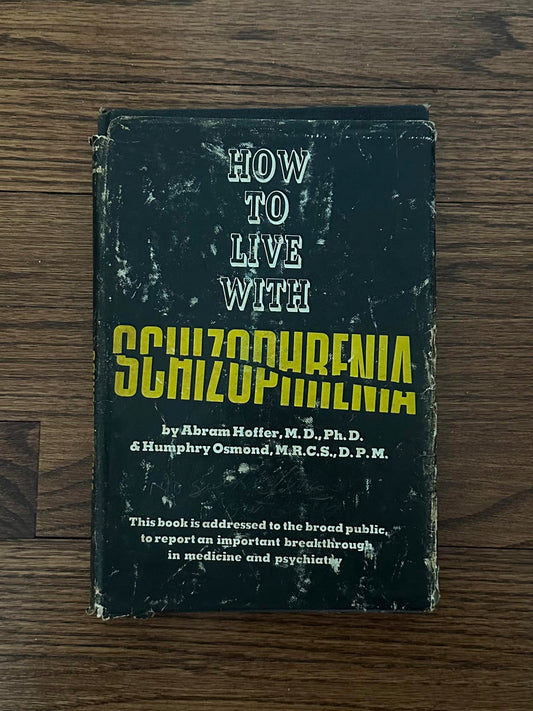 HOW
TO
LIVE
WITH
SCHIZOPHRENIA
by Abram Hoffer, M.D., Ph.D.
& Humphry Osmond, M.R.C.S., D.P.M.
This book is addressed to the broad public,
to report an important breakthrough
in medicine and psychiatry